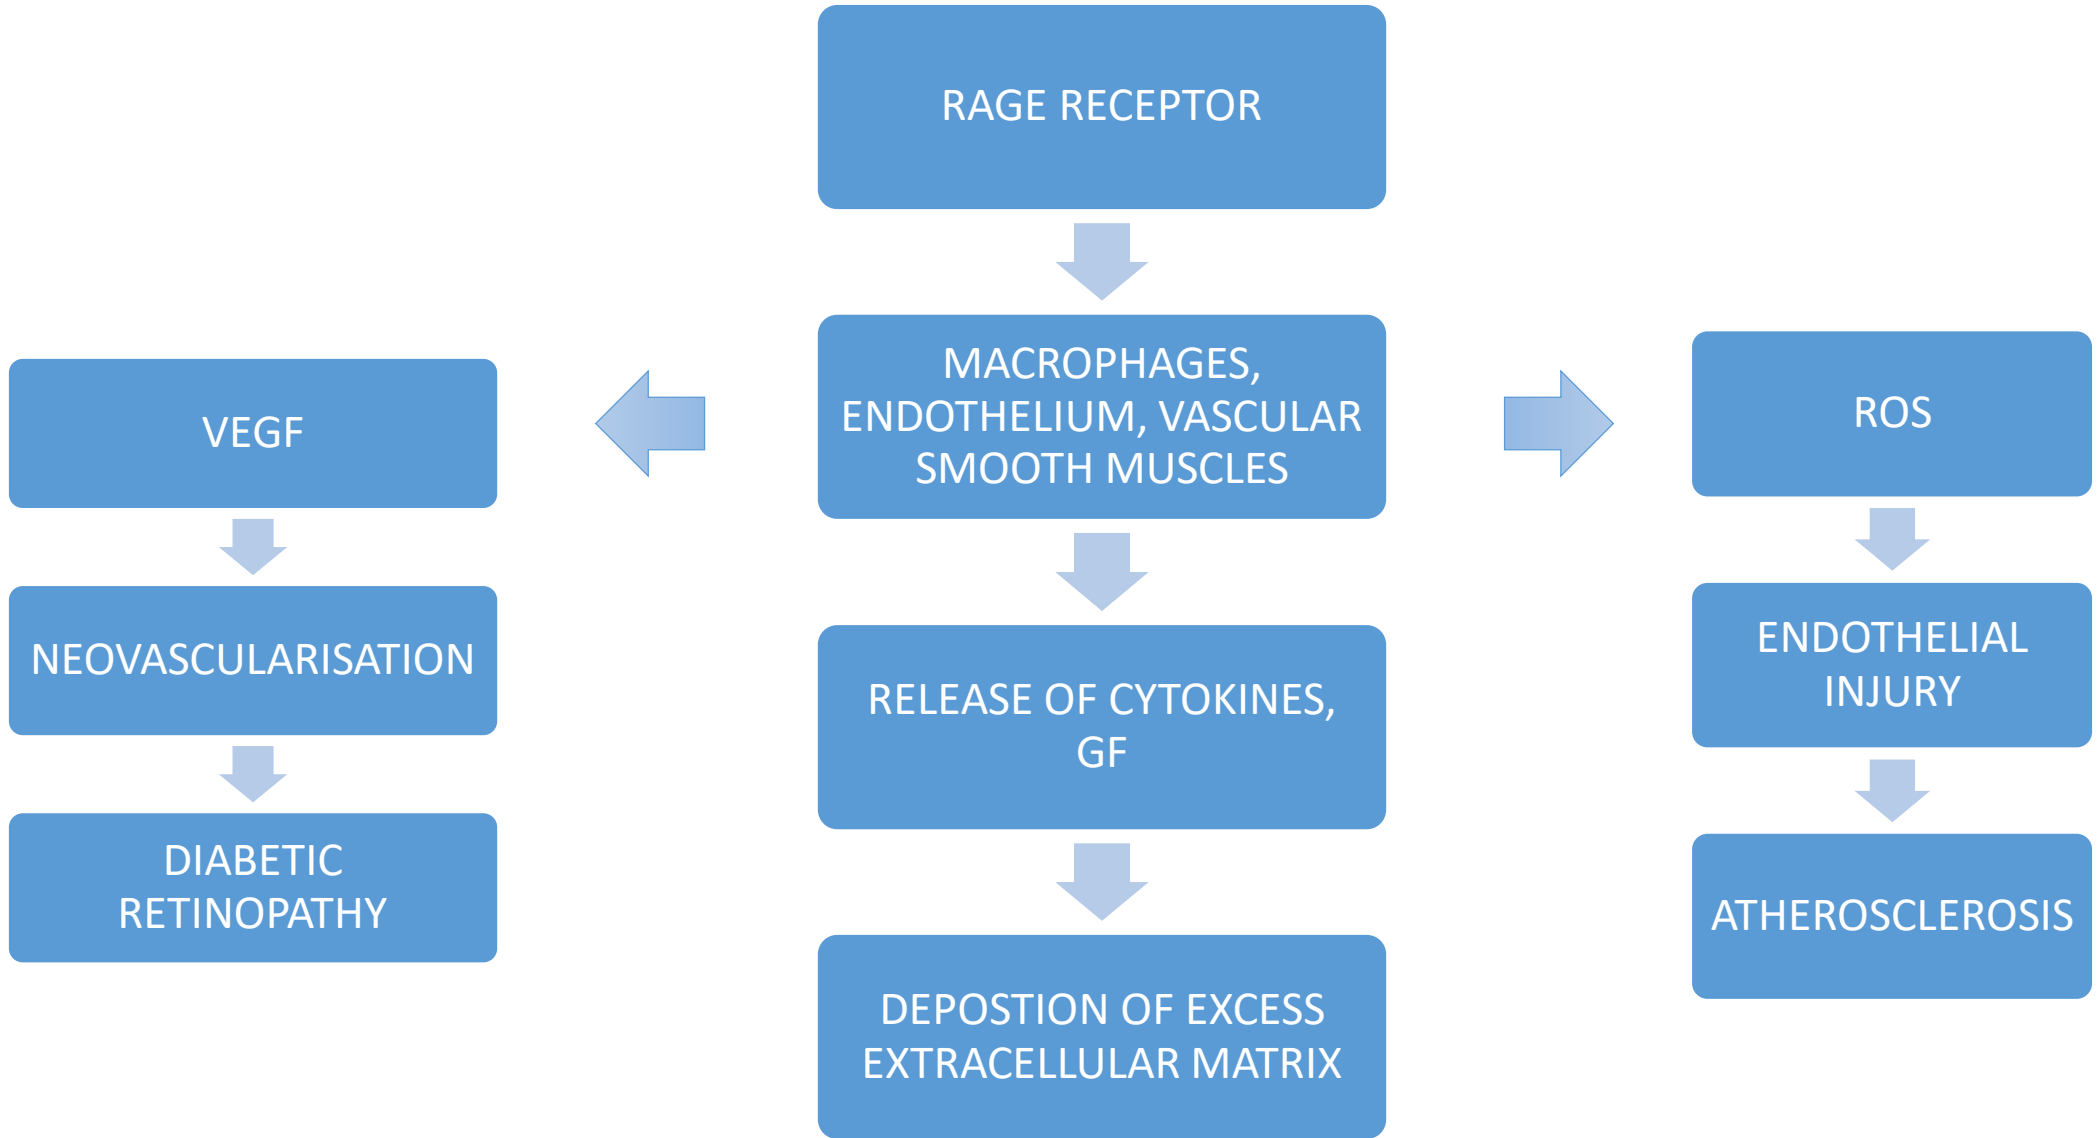 RAGE RECEPTOR
MACROPHAGES,
ENDOTHELIUM, VASCULAR
SMOOTH MUSCLES
RELEASE OF CYTOKINES,
GF
DEPOSTION OF EXCESS
EXTRACELLULAR MATRIX
VEGF
NEOVASCULARISATION
DIABETIC
RETINOPATHY
ROS
ENDOTHELIAL
INJURY
ATHEROSCLEROSIS